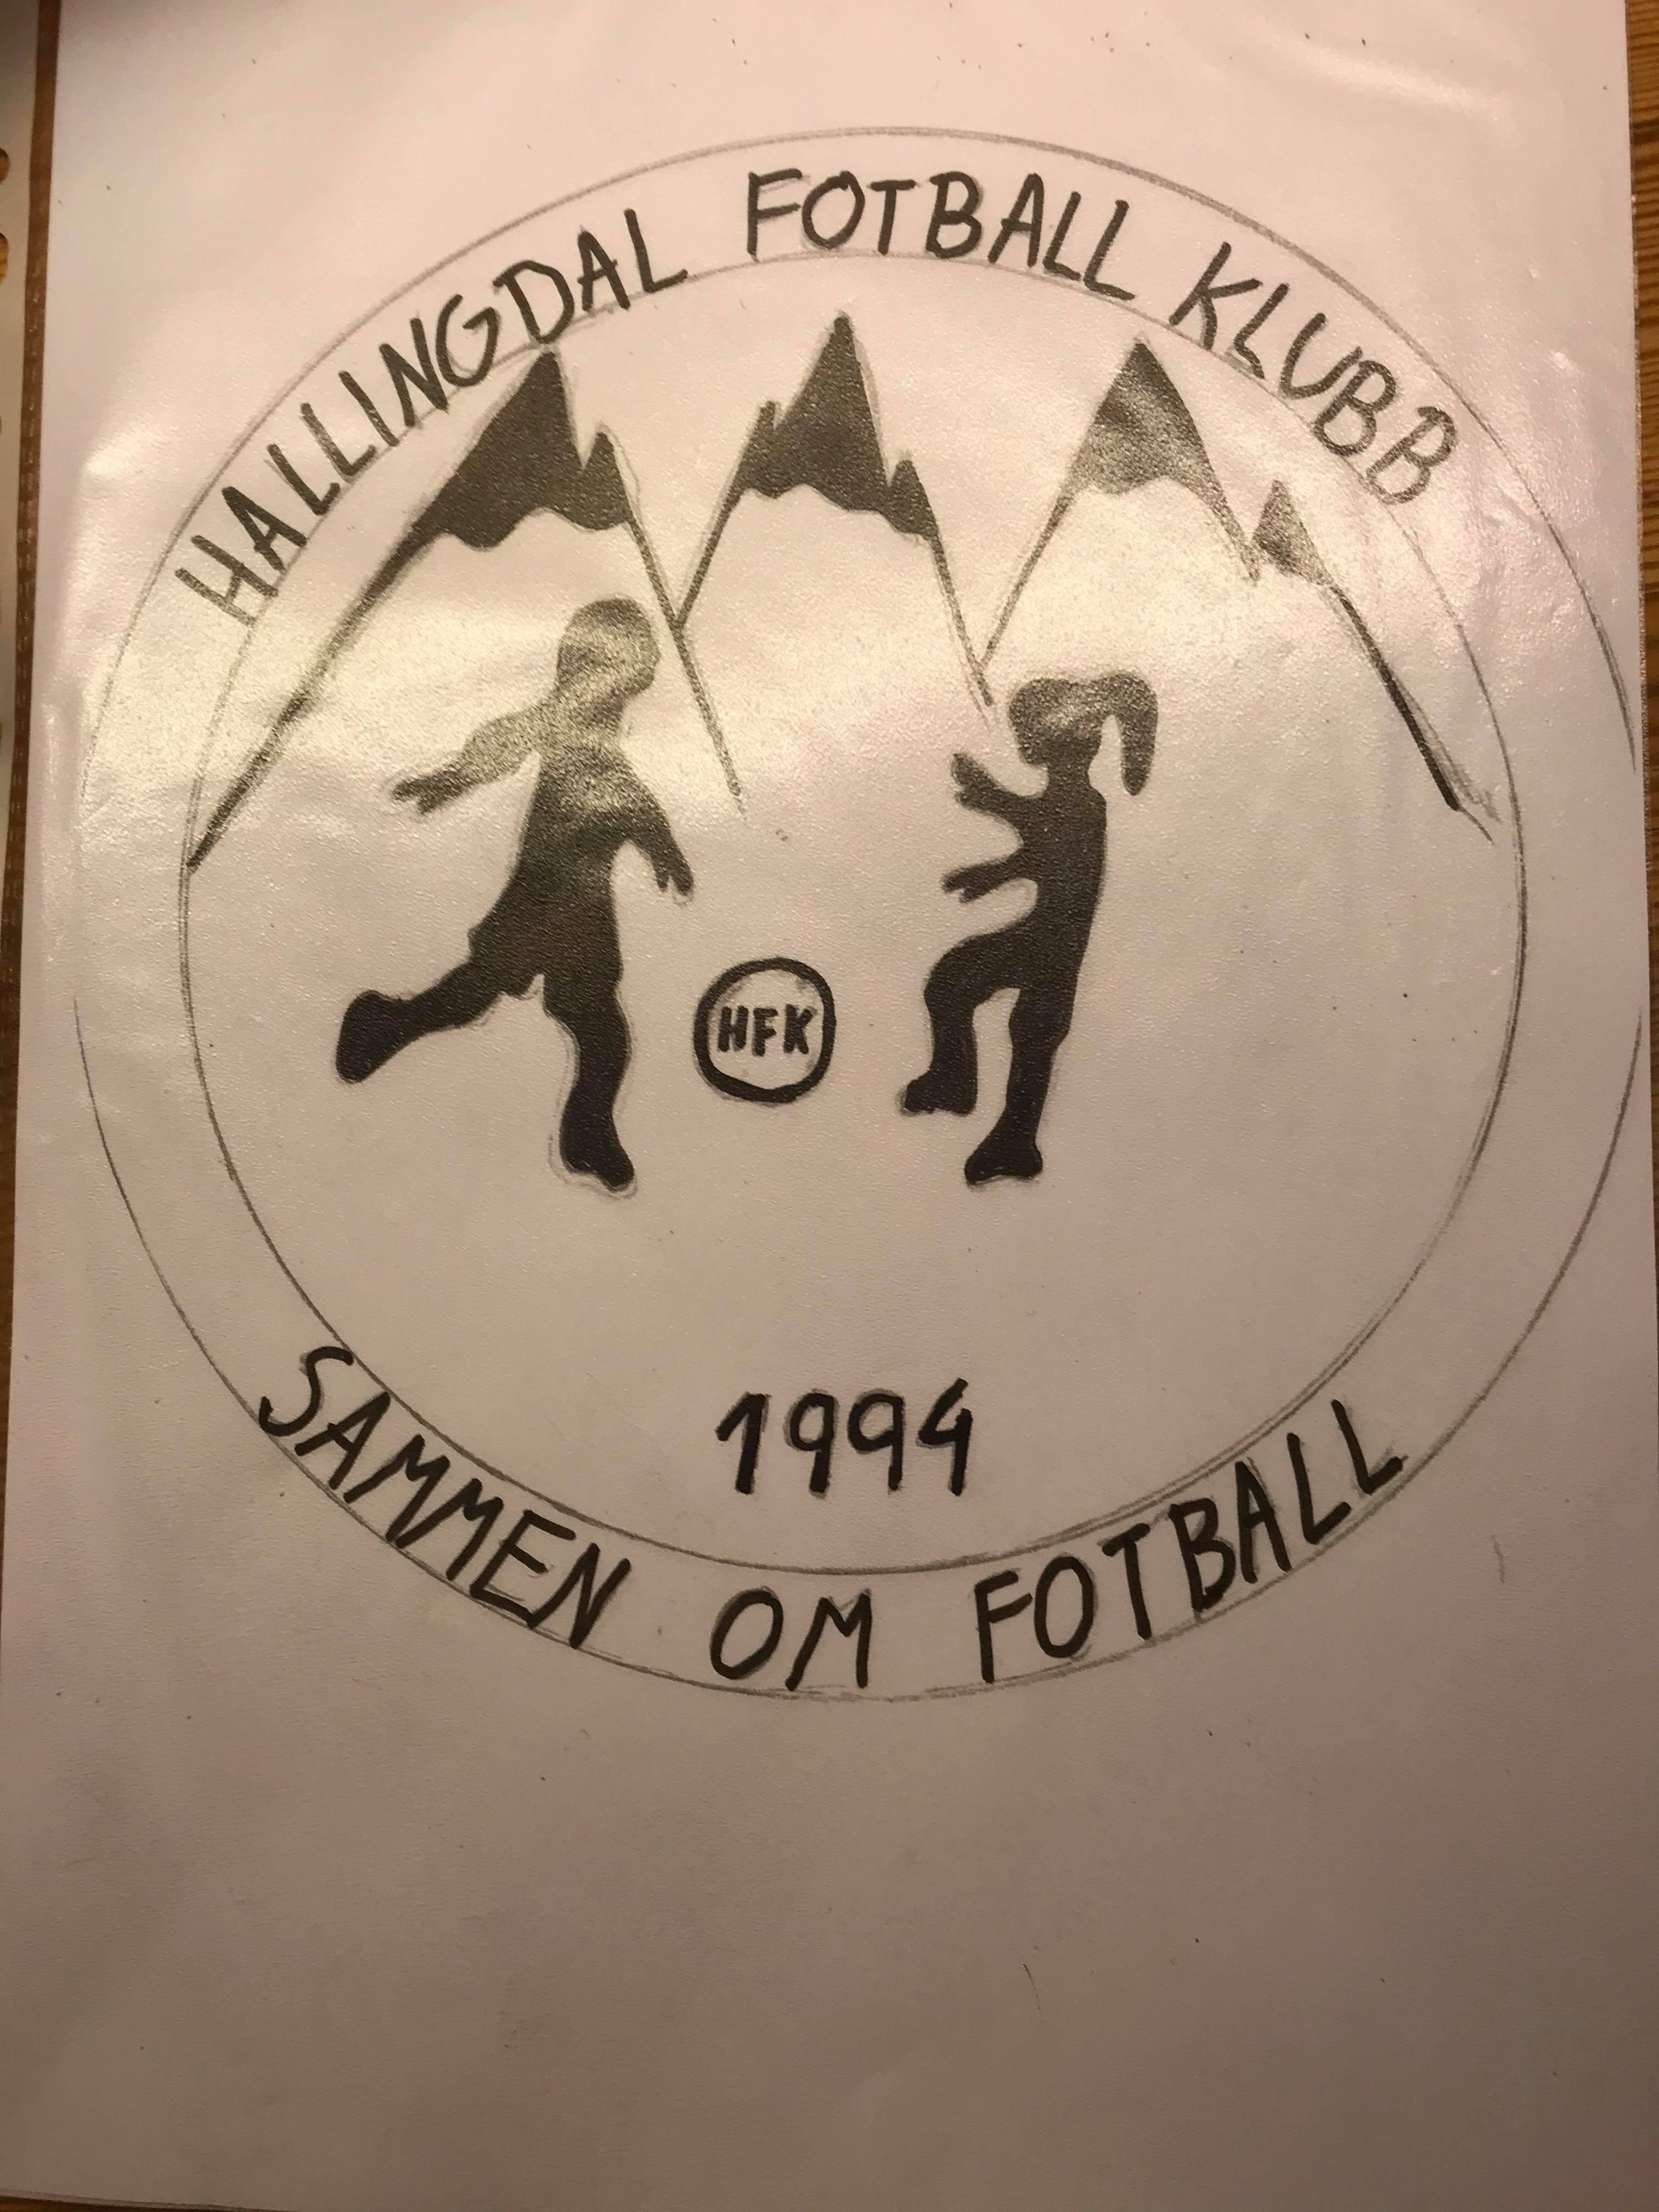 HALLINGDAL FOTBALL KLUBB
HFK
1994
SAMMEN OM FOTBALL